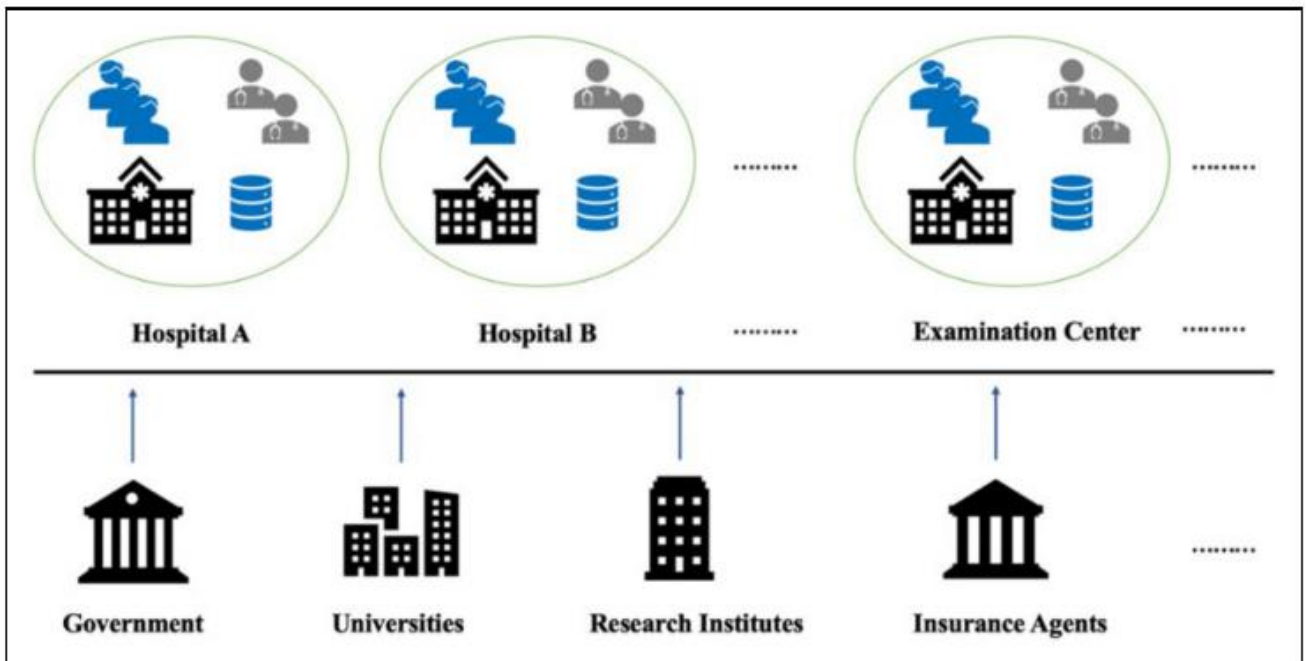 .........
.........
Hospital A
Hospital B
.........
Examination Center
.........
.........
Government
Universities
Research Institutes
Insurance Agents